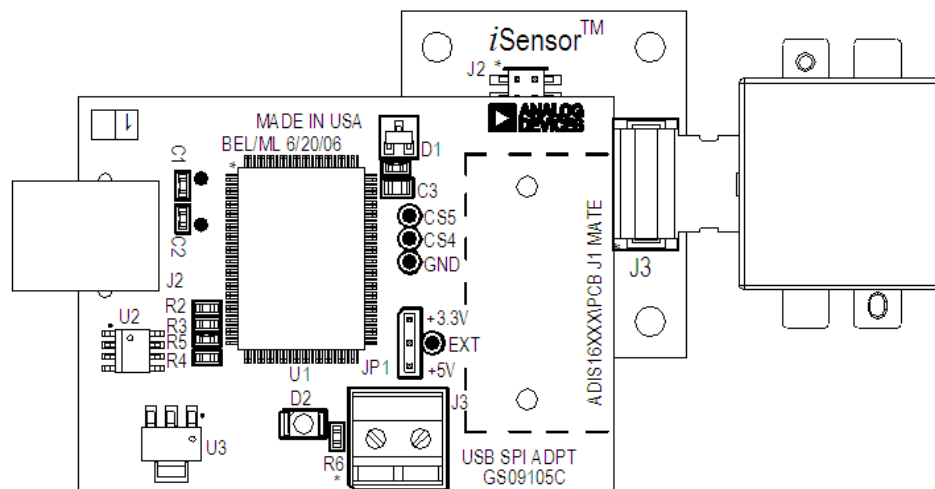 iSensor™
J2
*
ANALOG
DEVICES
1
MADE IN USA
BEL/ML 6/20/06
*
D1
C1
C3
CS5
CS4
GND
C2
J2
J3
*
ADIS16XXX\PCB J1 MATE
R2
R3
R5
R4
U2
+3.3V
EXT
+5V
JP1
U1
D2
J3
U3
R6
*
USB SPI ADPT
GS09105C